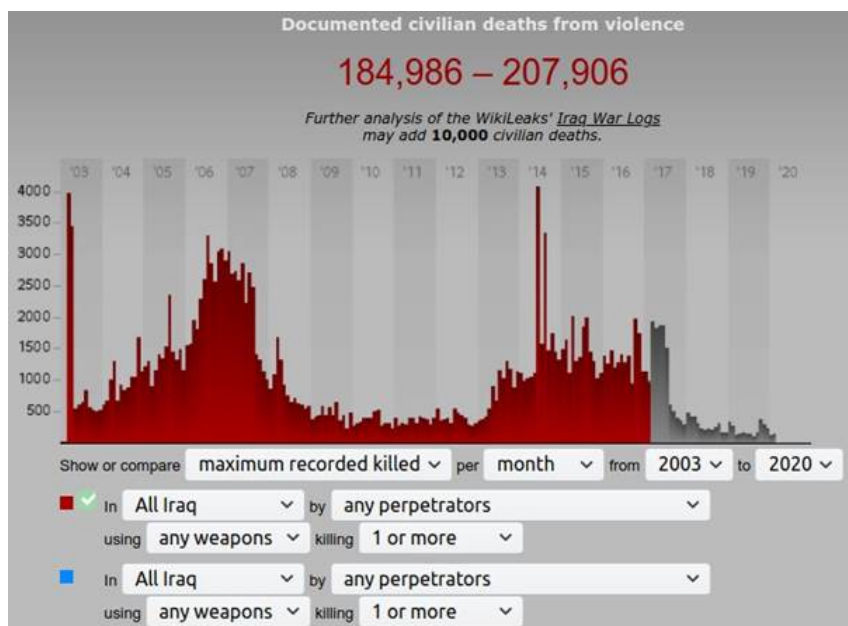 Documented civilian deaths from violence
184,986 – 207,906
Further analysis of the WikiLeaks' Iraq War Logs
may add 10,000 civilian deaths.
'03 '04 '05 '06 '07 '08 '09 '10 '11 '12 '13 '14 '15 '16 '17 '18 '19 '20
4000
3500
3000
2500
2000
1500
1000
500
Show or compare maximum recorded killed per month from 2003 to 2020
In All Iraq by any perpetrators
using any weapons killing 1 or more
In All Iraq by any perpetrators
using any weapons killing 1 or more